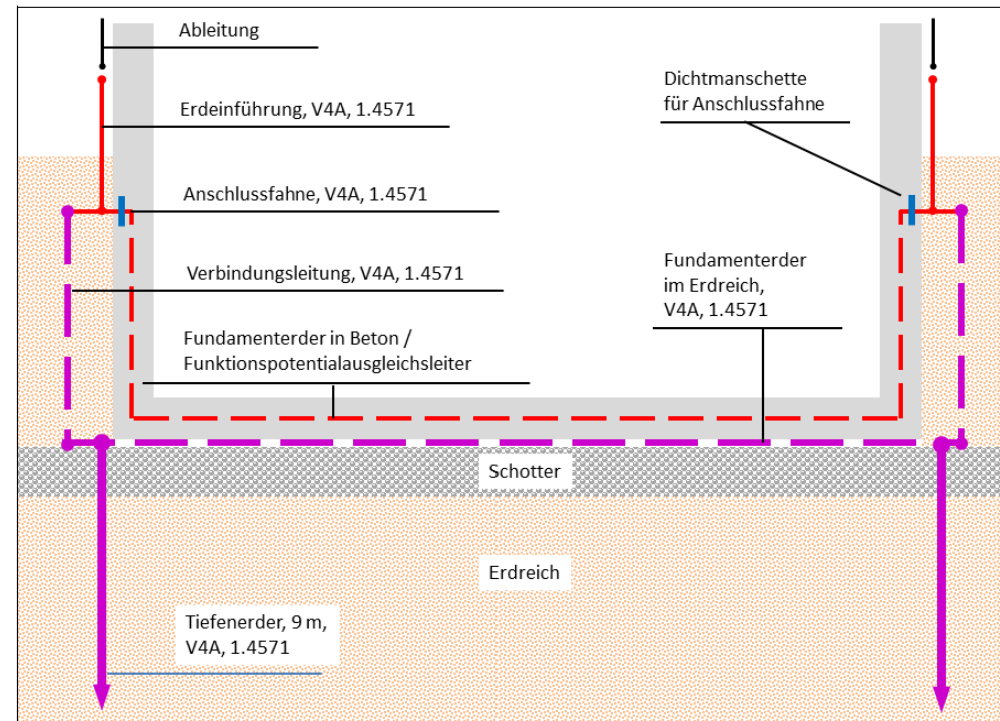 Ableitung
Erdeinführung, V4A, 1.4571
Dichtmanschette
für Anschlussfahne
Anschlussfahne, V4A, 1.4571
Verbindungsleitung, V4A, 1.4571
Fundamenterder
im Erdreich,
V4A, 1.4571
Fundamenterder in Beton /
Funktionspotentialausgleichsleiter
Schotter
Erdreich
Tiefenerder, 9 m,
V4A, 1.4571